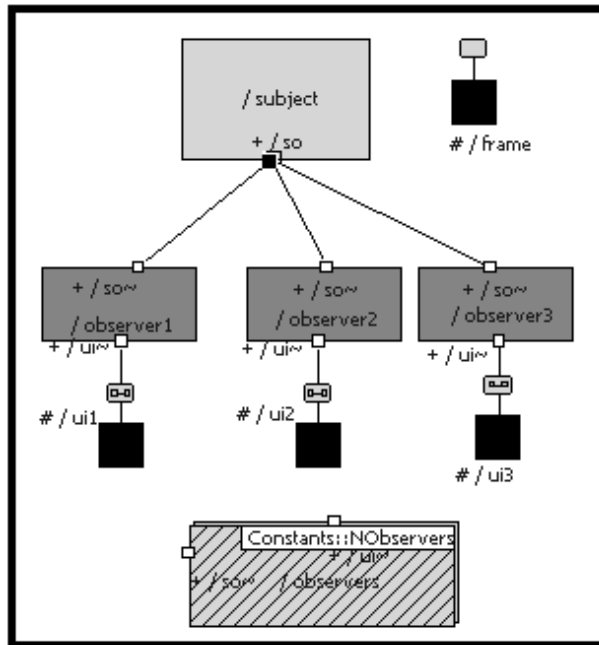 / subject
+ / so
# / frame
+ / so~
/ observer1
+ / ui~
+ / so~
/ observer2
+ / ui~
+ / so~
/ observer3
+ / ui~
# / ui1
# / ui2
# / ui3
Constants::NObservers
+ / ui~
+ / so~ / observers